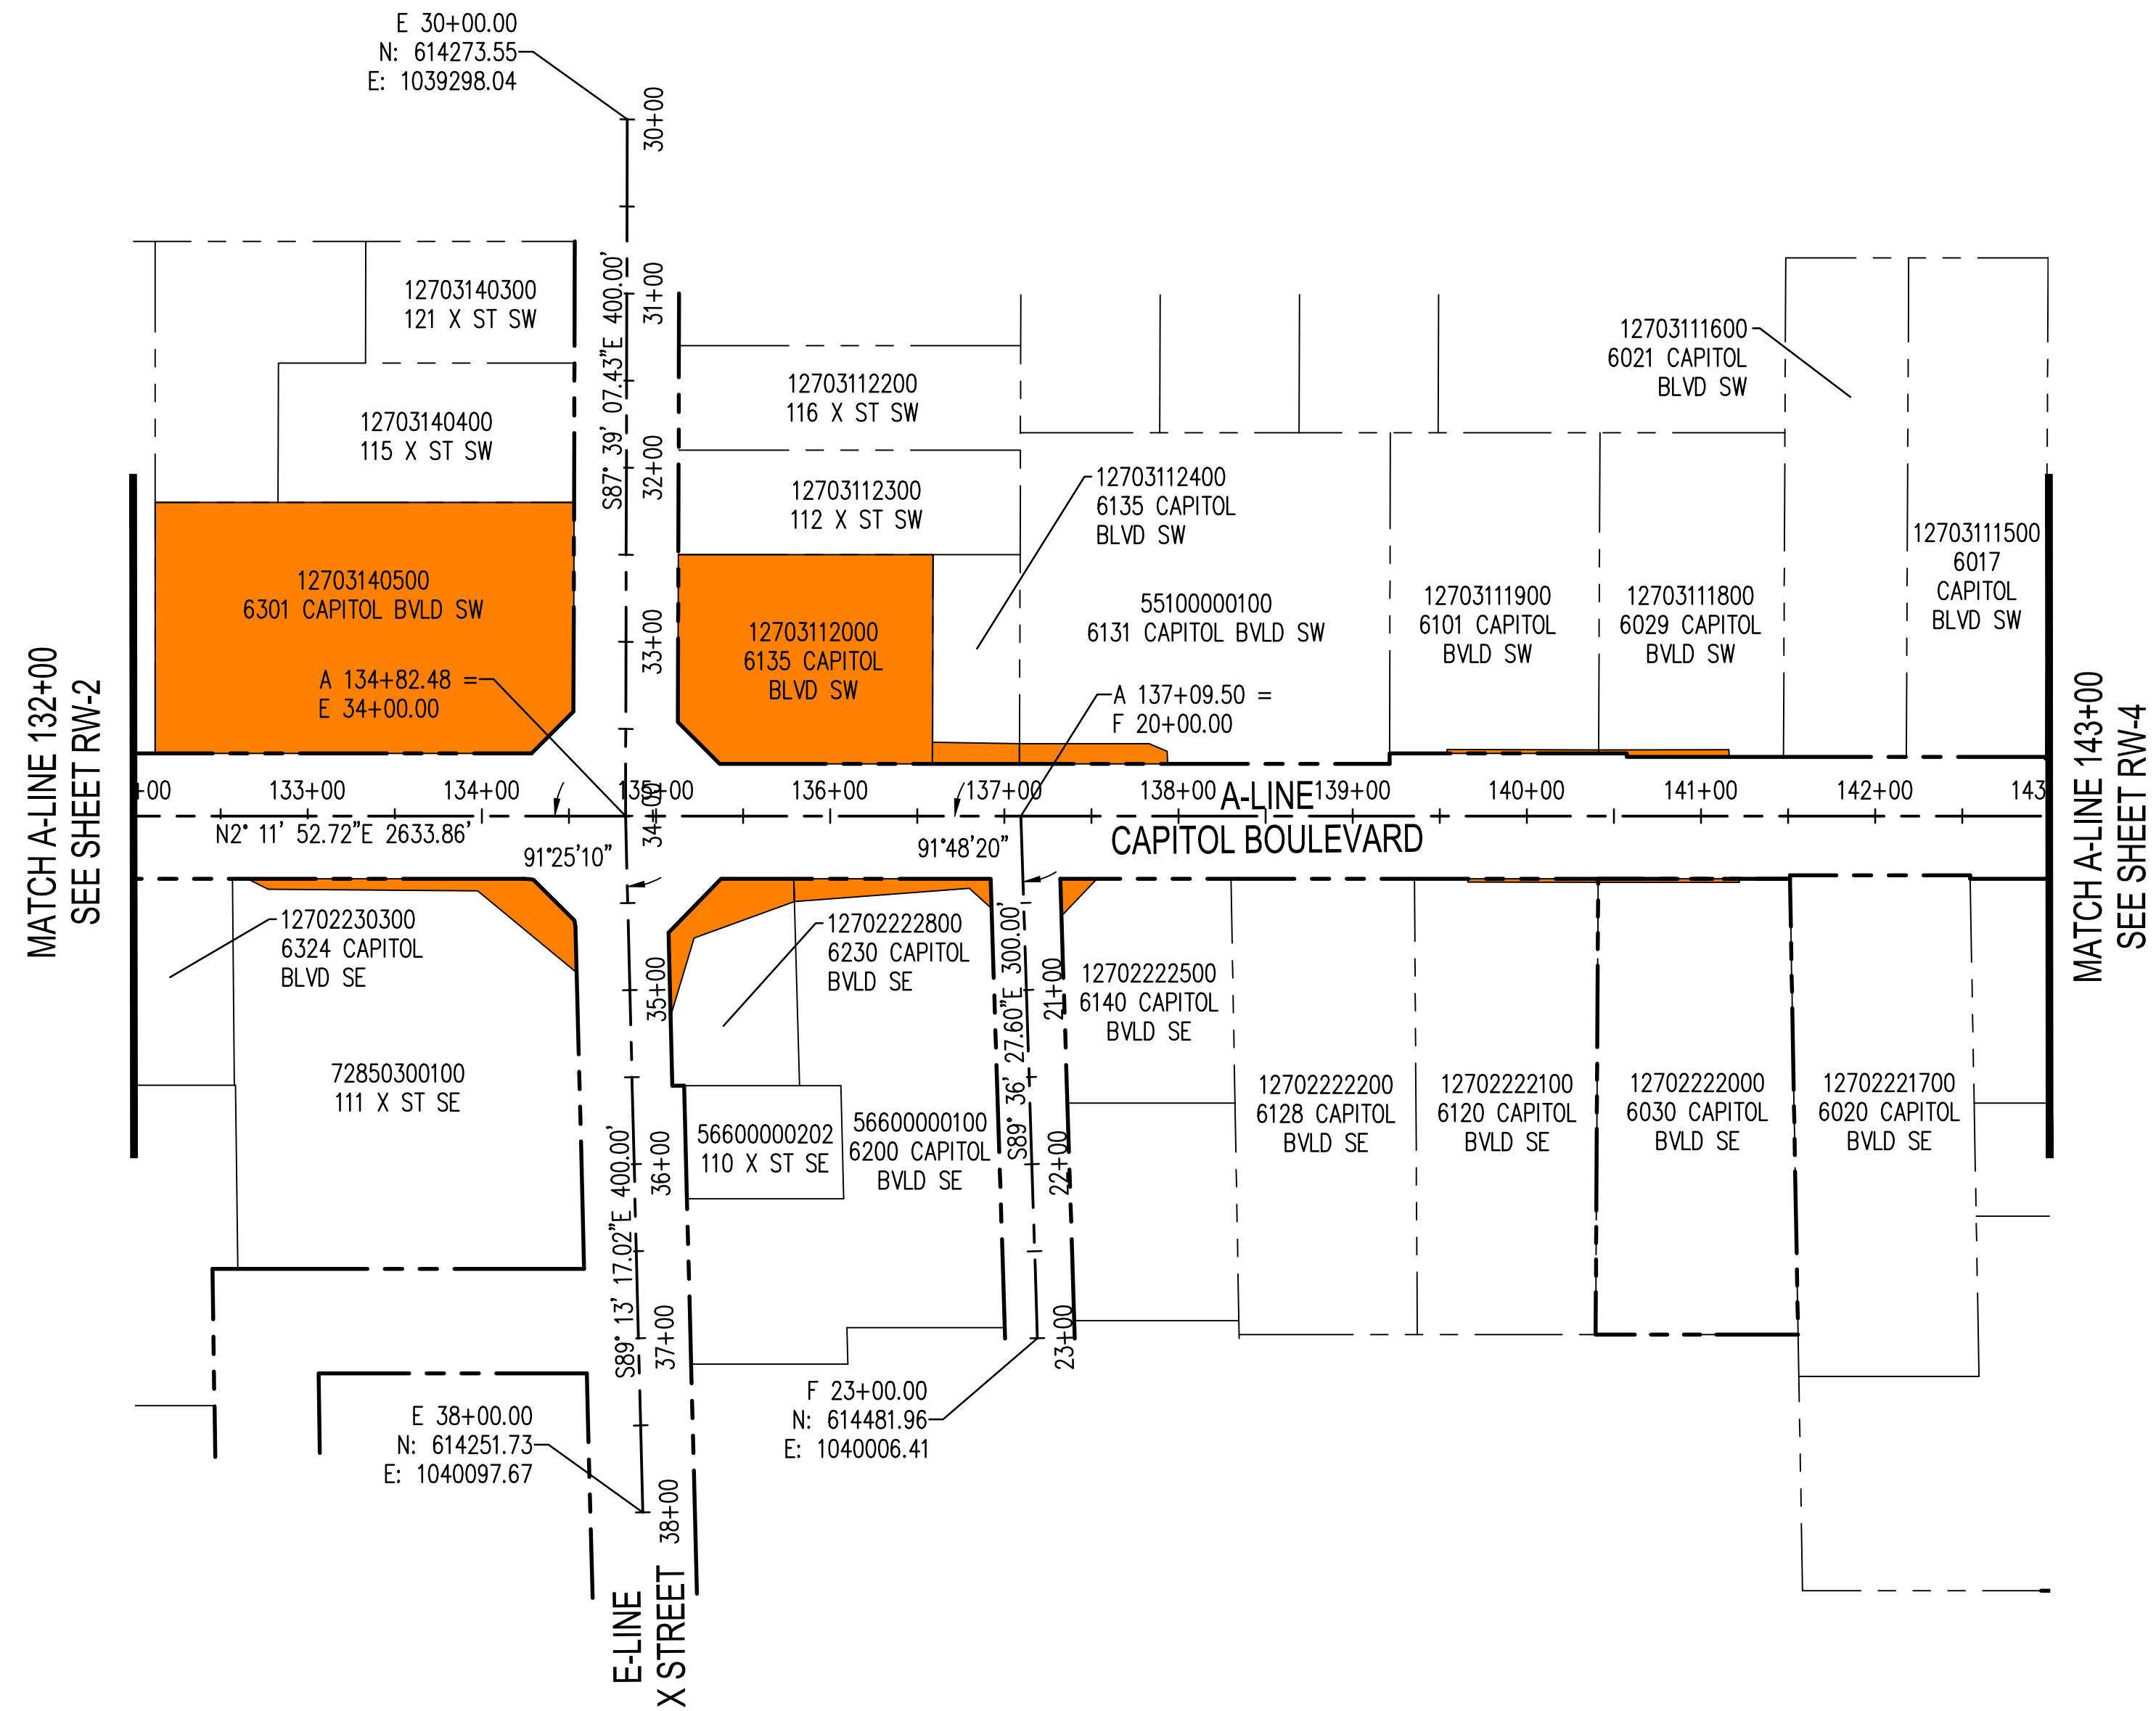 E 30+00.00
N: 614273.55
E: 1039298.04
30+00
S87° 39' 07.43"E 400.00'
31+00
32+00
33+00
34+00
12703140300
121 X ST SW
12703140400
115 X ST SW
12703112200
116 X ST SW
12703112300
112 X ST SW
12703112400
6135 CAPITOL
BLVD SW
12703111600
6021 CAPITOL
BLVD SW
12703111500
6017
CAPITOL
BLVD SW
12703140500
6301 CAPITOL BVLD SW
12703112000
6135 CAPITOL
BLVD SW
55100000100
6131 CAPITOL BVLD SW
12703111900
6101 CAPITOL
BVLD SW
12703111800
6029 CAPITOL
BVLD SW
A 134+82.48 =
E 34+00.00
A 137+09.50 =
F 20+00.00
MATCH A-LINE 132+00
SEE SHEET RW-2
MATCH A-LINE 143+00
SEE SHEET RW-4
+00
133+00
134+00
135+00
136+00
137+00
138+00
139+00
140+00
141+00
142+00
143
A-LINE
CAPITOL BOULEVARD
N2° 11' 52.72"E 2633.86'
91°25'10"
91°48'20"
12702230300
6324 CAPITOL
BLVD SE
12702222800
6230 CAPITOL
BVLD SE
35+00
S89° 36' 27.60"E 300.00'
21+00
12702222500
6140 CAPITOL
BVLD SE
72850300100
111 X ST SE
56600000202
110 X ST SE
56600000100
6200 CAPITOL
BVLD SE
12702222200
6128 CAPITOL
BVLD SE
12702222100
6120 CAPITOL
BVLD SE
12702222000
6030 CAPITOL
BVLD SE
12702221700
6020 CAPITOL
BVLD SE
S89° 13' 17.02"E 400.00'
36+00
22+00
37+00
23+00
E 38+00.00
N: 614251.73
E: 1040097.67
F 23+00.00
N: 614481.96
E: 1040006.41
38+00
E-LINE
X STREET